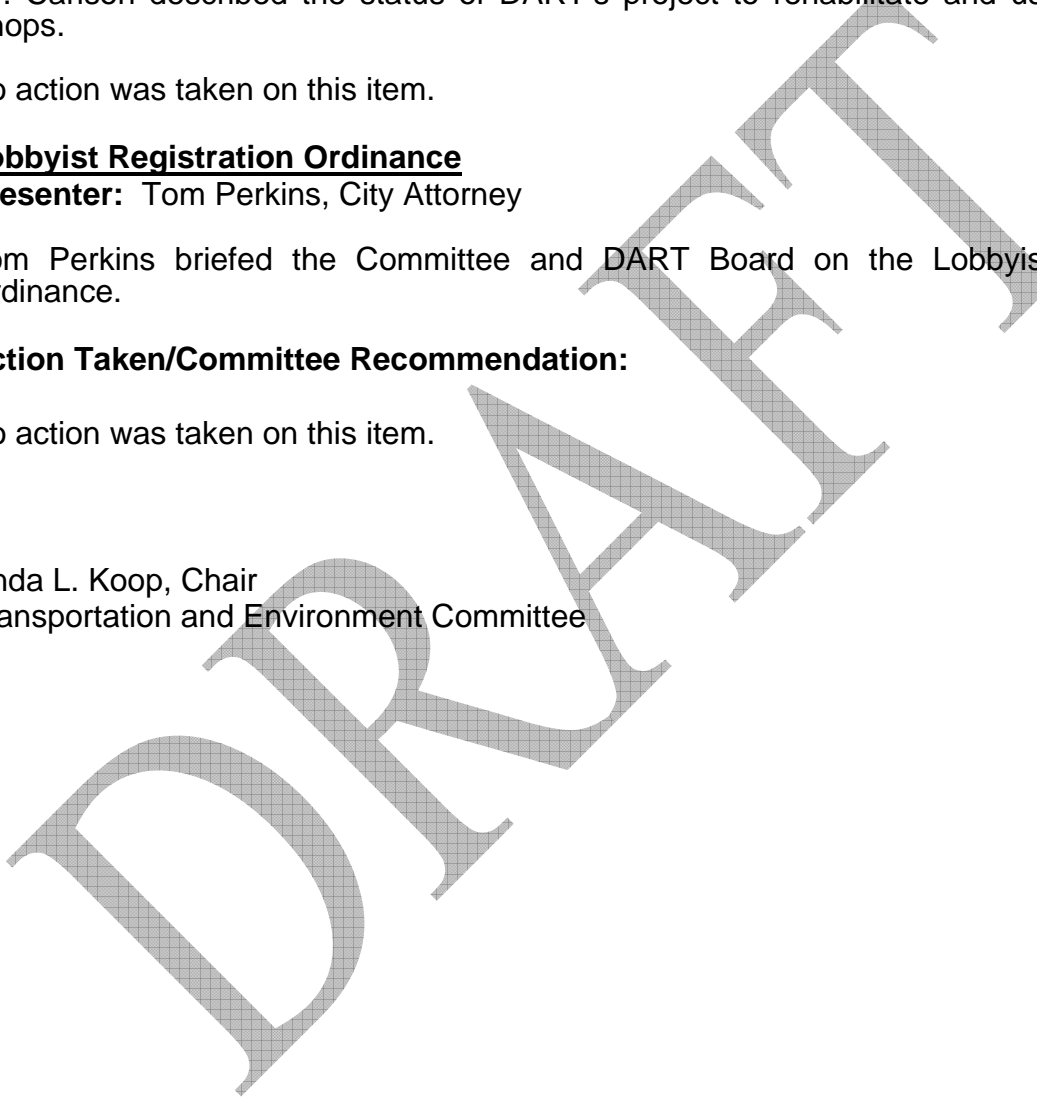 described the status of DART's project to rehabilitate and
hops.
o action was taken on this item.
obbyist Registration Ordinance
esenter: Tom Perkins, City Attorney
om Perkins briefed the Committee and DART Board on the Lobbyis
rdinance.
ction Taken/Committee Recommendation:
o action was taken on this item.
nda L. Koop, Chair
ansportation and Environment Committee
DRAFT